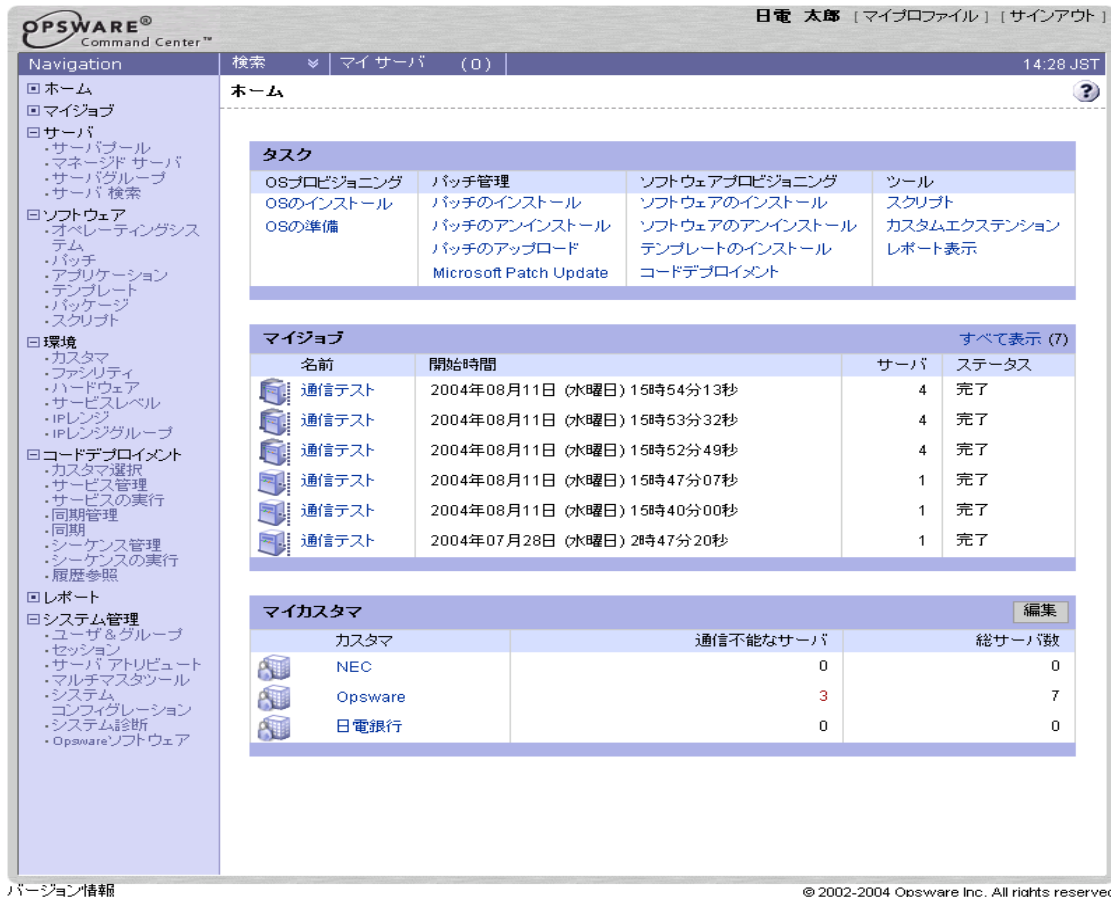 日電 太郎 [マイプロファイル] [サインアウト]
OPSWARE®
Command Center™
Navigation
検索 マイ サーバ (0) 14:28 JST
ホーム
マイジョブ
サーバ
・サーバプール
・マネージド サーバ
・サーバグループ
・サーバ 検索
ソフトウェア
・オペレーティングシス
テム
・パッチ
・アプリケーション
・テンプレート
・パッケージ
・スクリプト
環境
・カスタマ
・ファシリティ
・ハードウェア
・サービスレベル
・IPレンジ
・IPレンジグループ
コードデプロイメント
・カスタマ選択
・サービス管理
・サービスの実行
・同期管理
・同期
・シーケンス管理
・シーケンスの実行
・履歴参照
レポート
システム管理
・ユーザ&グループ
・セッション
・サーバ アトリビュート
・マルチマスタツール
・システム
コンフィグレーション
・システム診断
・Opswareソフトウェア
ホーム ?
タスク
OSプロビジョニング パッチ管理 ソフトウェアプロビジョニング ツール
OSのインストール パッチのインストール ソフトウェアのインストール スクリプト
OSの準備 パッチのアンインストール ソフトウェアのアンインストール カスタムエクステンション
パッチのアップロード テンプレートのインストール レポート表示
Microsoft Patch Update コードデプロイメント
マイジョブ すべて表示 (7)
名前 開始時間 サーバ ステータス
通信テスト 2004年08月11日 (水曜日) 15時54分13秒 4 完了
通信テスト 2004年08月11日 (水曜日) 15時53分32秒 4 完了
通信テスト 2004年08月11日 (水曜日) 15時52分49秒 4 完了
通信テスト 2004年08月11日 (水曜日) 15時47分07秒 1 完了
通信テスト 2004年08月11日 (水曜日) 15時40分00秒 1 完了
通信テスト 2004年07月28日 (水曜日) 2時47分20秒 1 完了
マイカスタマ 編集
カスタマ 通信不能なサーバ 総サーバ数
NEC 0 0
Opsware 3 7
日電銀行 0 0
バージョン情報 © 2002-2004 Opsware Inc. All rights reserved